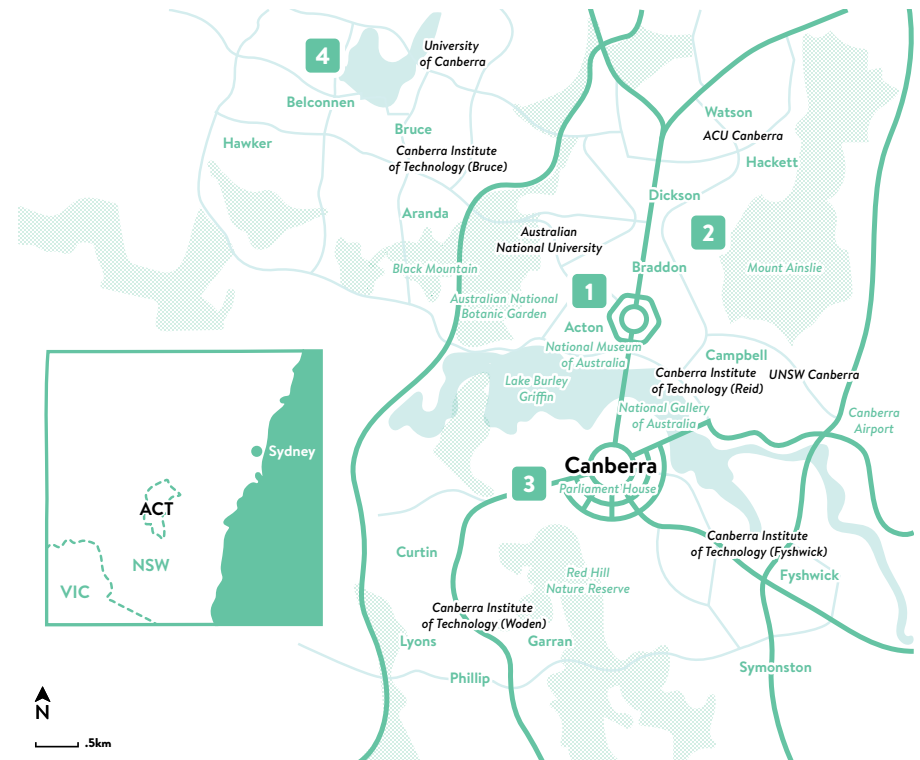 4
University
of Canberra
Belconnen
Bruce
Hawker
Canberra Institute
of Technology (Bruce)
Watson
ACU Canberra
Hackett
Dickson
Aranda
Australian
National University
2
Black Mountain
Braddon
Mount Ainslie
1
Australian National
Botanic Garden
Acton
National Museum
of Australia
Campbell
Canberra Institute
of Technology (Reid)
UNSW Canberra
Lake Burley
Griffin
National Gallery
of Australia
Canberra
Airport
Sydney
Canberra
3
Parliament House
ACT
NSW
VIC
Curtin
Canberra Institute
of Technology (Fyshwick)
Red Hill
Nature Reserve
Fyshwick
Canberra Institute
of Technology (Woden)
Lyons
Garran
Phillip
Symonston
N
.5km